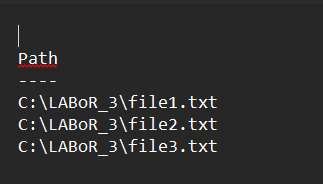 Path
----
C:\LABoR_3\file1.txt
C:\LABoR_3\file2.txt
C:\LABoR_3\file3.txt